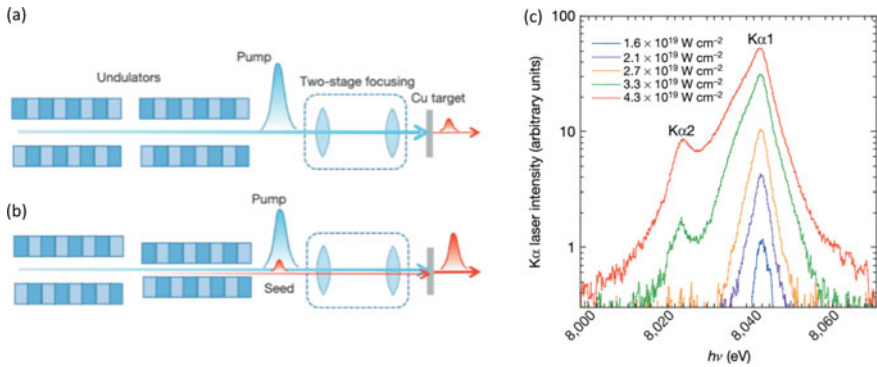 (a)
Undulators
Pump
Two-stage focusing
Cu target
(b)
Pump
Seed
(c)
100
10
1
Kα laser intensity (arbitrary units)
1.6 × 10¹⁹ W cm⁻²
2.1 × 10¹⁹ W cm⁻²
2.7 × 10¹⁹ W cm⁻²
3.3 × 10¹⁹ W cm⁻²
4.3 × 10¹⁹ W cm⁻²
Kα1
Kα2
8,000
8,020
8,040
8,060
hν (eV)